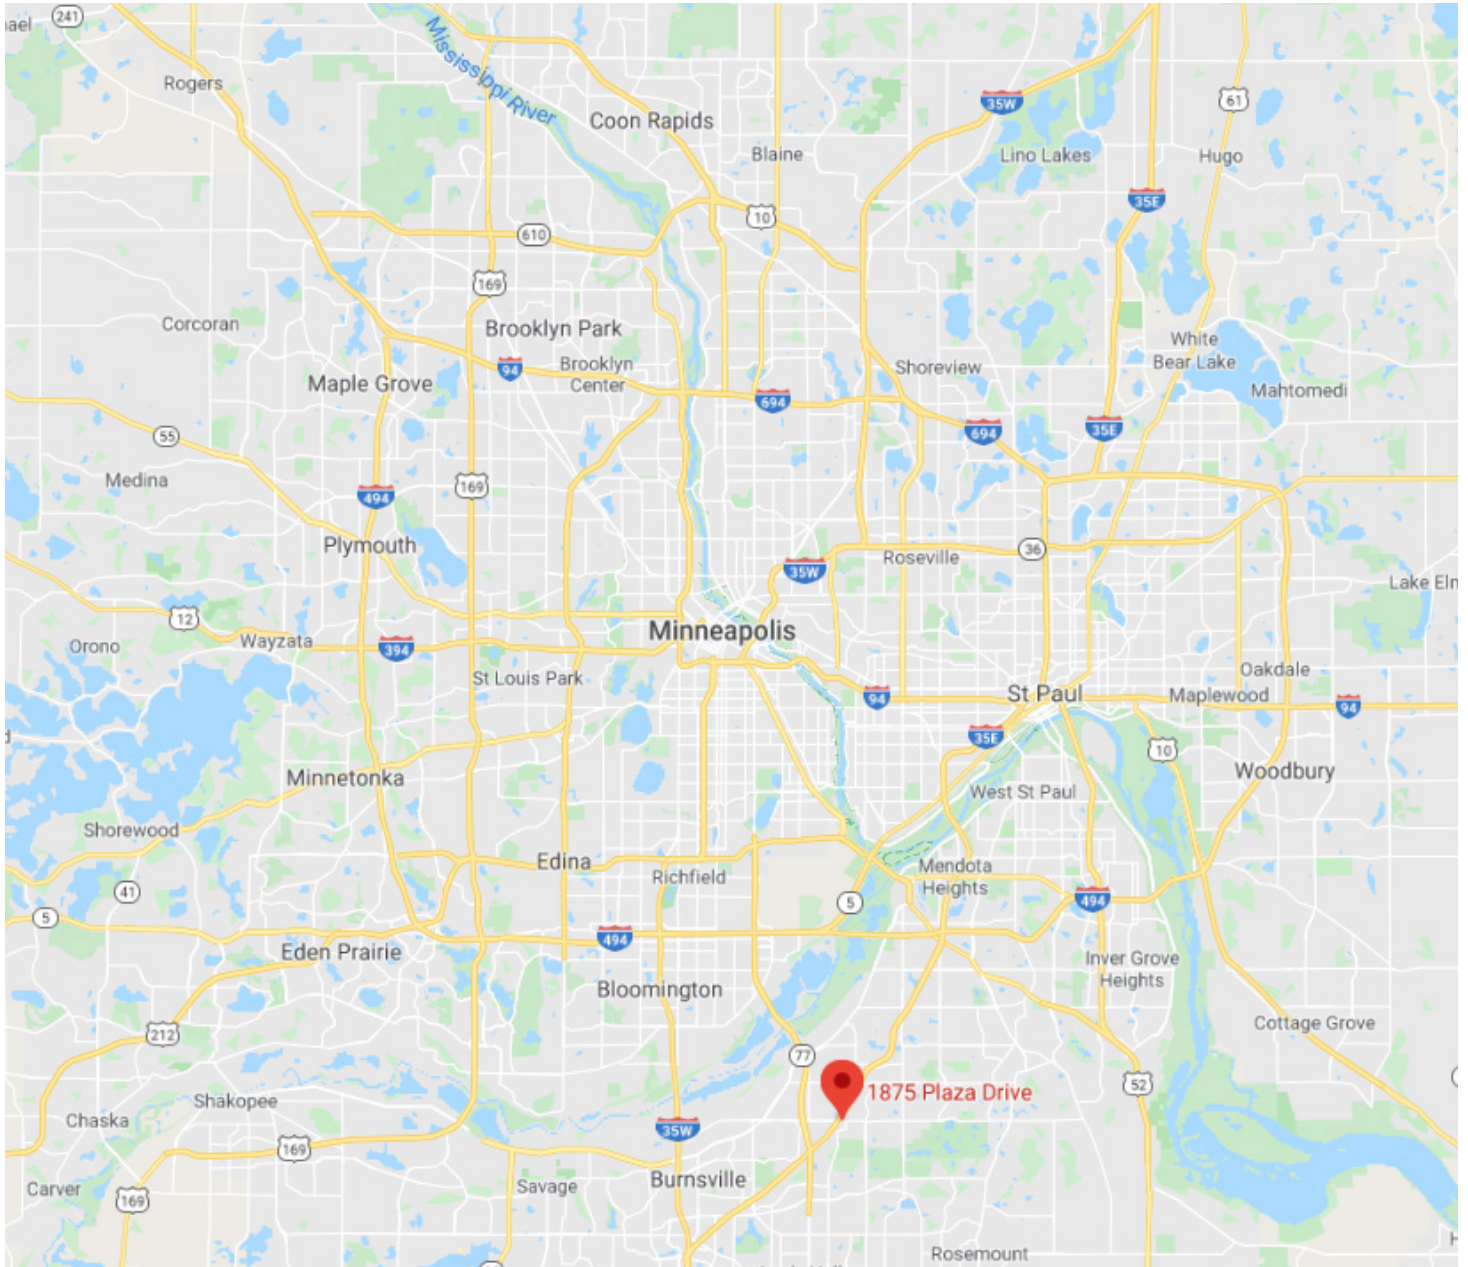 241
ael
Rogers
Mississippi River
Coon Rapids
35W
61
Blaine
Lino Lakes
Hugo
35E
10
610
169
Corcoran
Brooklyn Park
White
Bear Lake
Brooklyn
Center
94
Shoreview
Maple Grove
Mahtomedi
694
55
694
35E
Medina
169
494
Plymouth
36
Roseville
35W
Lake Elm
12
Orono
Wayzata
394
Minneapolis
St Louis Park
Oakdale
94
St Paul
Maplewood
94
35E
10
Minnetonka
Woodbury
West St Paul
Shorewood
Edina
Richfield
Mendota
Heights
41
5
5
494
494
Eden Prairie
Inver Grove
Heights
Bloomington
Cottage Grove
212
77
52
1875 Plaza Drive
Shakopee
Chaska
35W
169
Burnsville
Savage
Carver
169
Rosemount